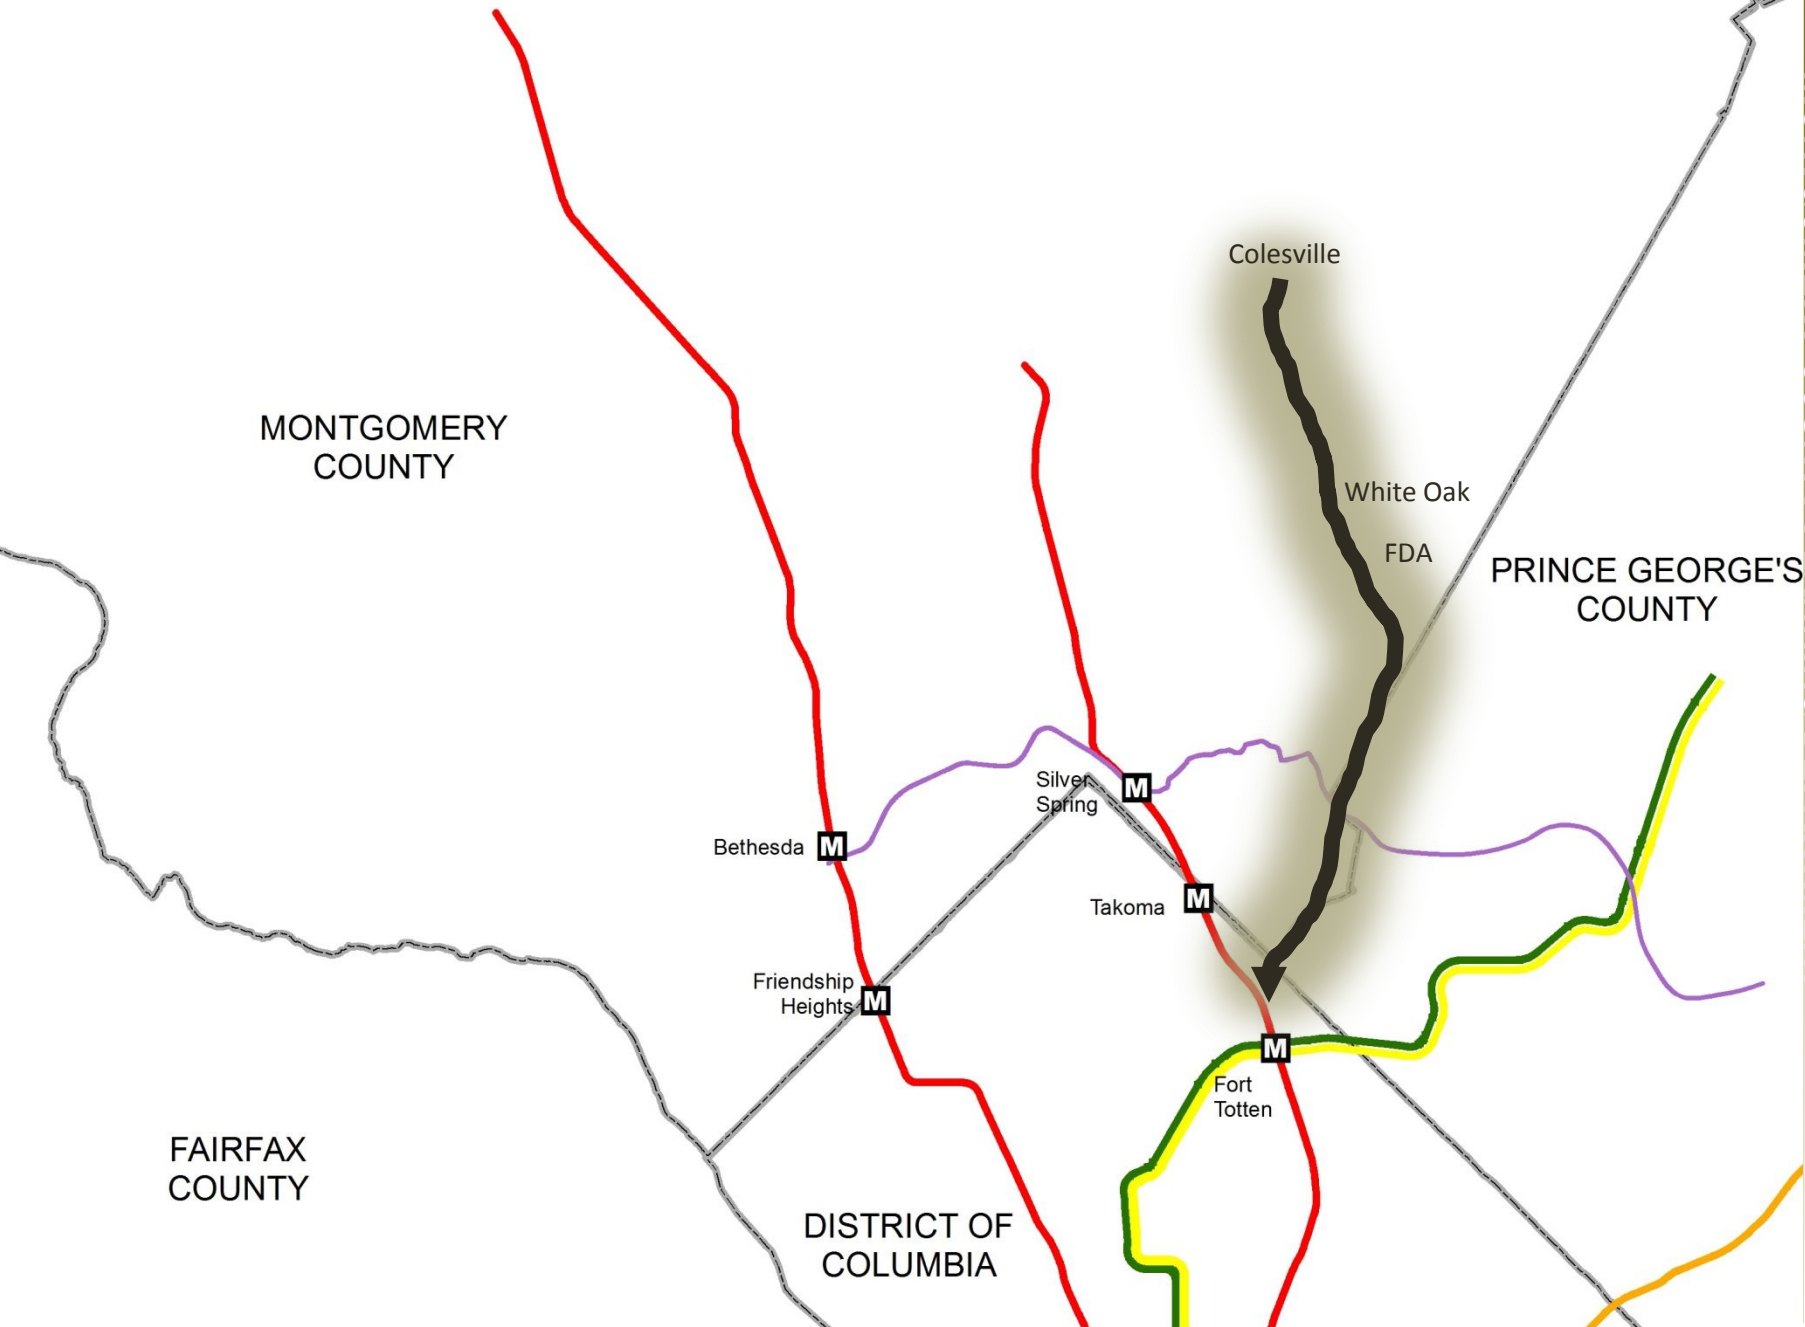 Colesville
MONTGOMERY
COUNTY
White Oak
FDA
PRINCE GEORGE'S
COUNTY
Silver
Spring
M
Bethesda
M
Takoma
M
Friendship
Heights
M
M
Fort
Totten
FAIRFAX
COUNTY
DISTRICT OF
COLUMBIA